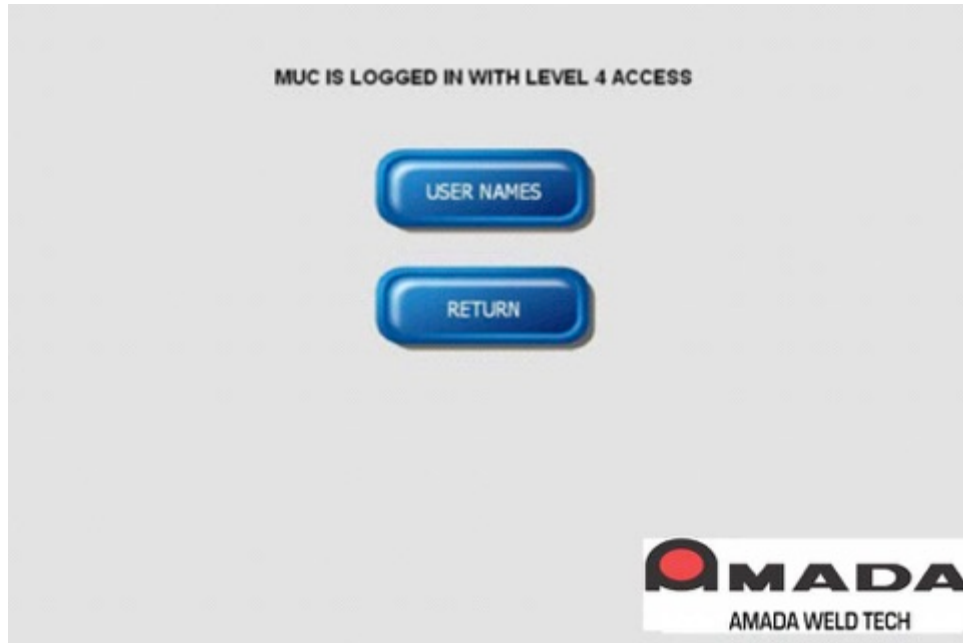 MUC IS LOGGED IN WITH LEVEL 4 ACCESS
USER NAMES
RETURN
AMADA
AMADA WELD TECH